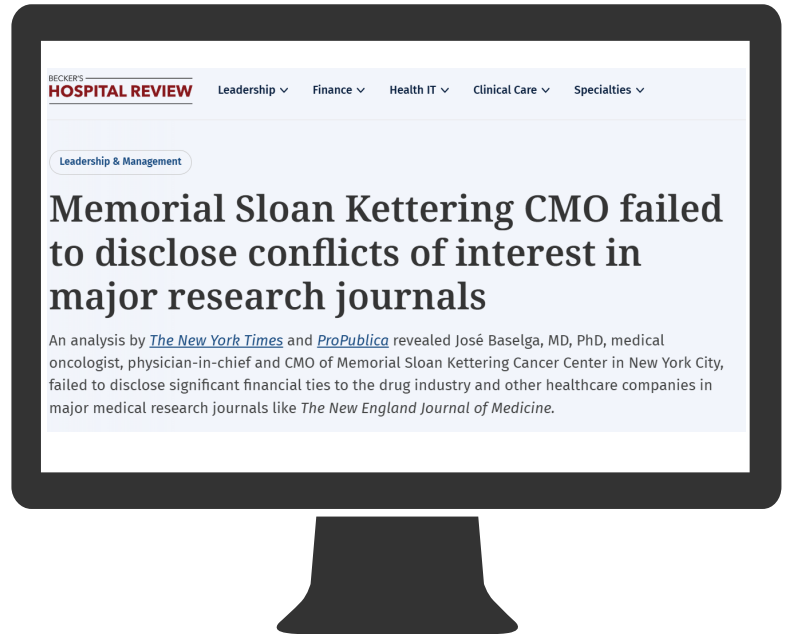 BECKER'S
HOSPITAL REVIEW
Leadership Finance Health IT Clinical Care Specialties
Leadership & Management
Memorial Sloan Kettering CMO failed
to disclose conflicts of interest in
major research journals
An analysis by The New York Times and ProPublica revealed José Baselga, MD, PhD, medical
oncologist, physician-in-chief and CMO of Memorial Sloan Kettering Cancer Center in New York City,
failed to disclose significant financial ties to the drug industry and other healthcare companies in
major medical research journals like The New England Journal of Medicine.